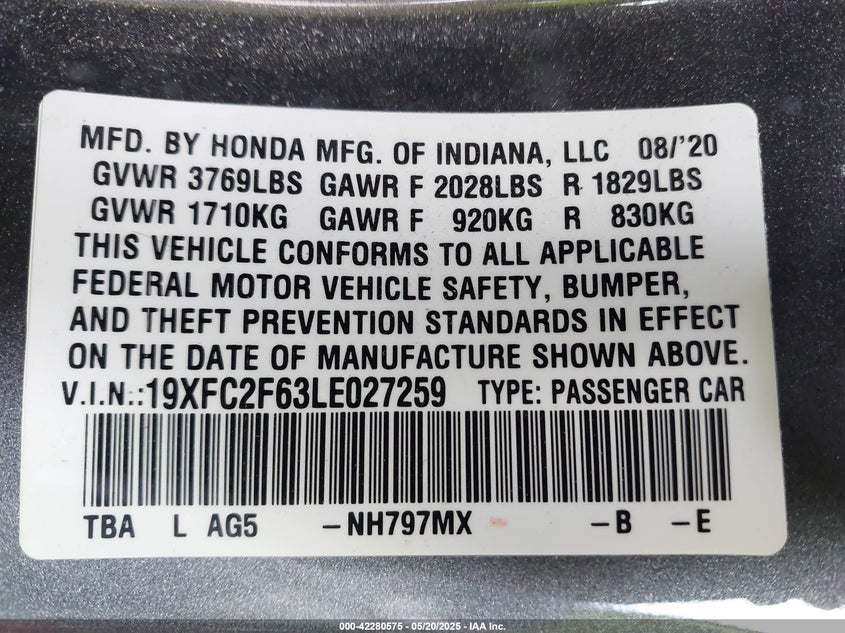 MFD. BY HONDA MFG. OF INDIANA, LLC 08/'20
GVWR 3769LBS GAWR F 2028LBS R 1829LBS
GVWR 1710KG GAWR F 920KG R 830KG
THIS VEHICLE CONFORMS TO ALL APPLICABLE
FEDERAL MOTOR VEHICLE SAFETY, BUMPER,
AND THEFT PREVENTION STANDARDS IN EFFECT
ON THE DATE OF MANUFACTURE SHOWN ABOVE.
V.I.N.:19XFC2F63LE027259 TYPE: PASSENGER CAR
TBA L AG5 -NH797MX -B -E
000-42280575 - 05/20/2025 - IAA Inc.